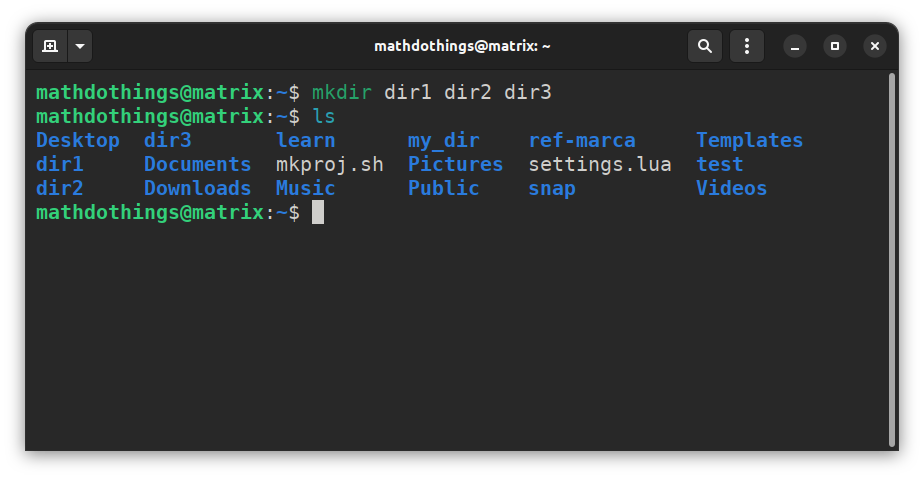 mathdothings@matrix: ~
mathdothings@matrix:~$ mkdir dir1 dir2 dir3
mathdothings@matrix:~$ ls
Desktop dir3 learn my_dir ref-marca Templates
dir1 Documents mkproj.sh Pictures settings.lua test
dir2 Downloads Music Public snap Videos
mathdothings@matrix:~$